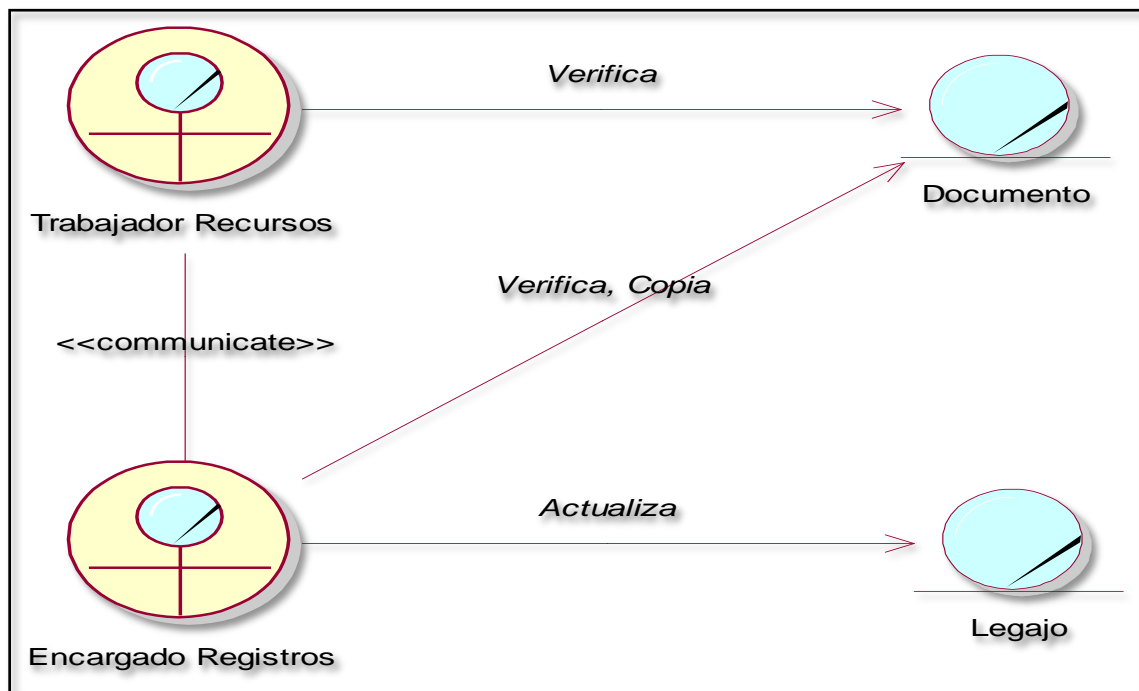 Verifica
Documento
Trabajador Recursos
Verifica, Copia
<<communicate>>
Actualiza
Legajo
Encargado Registros